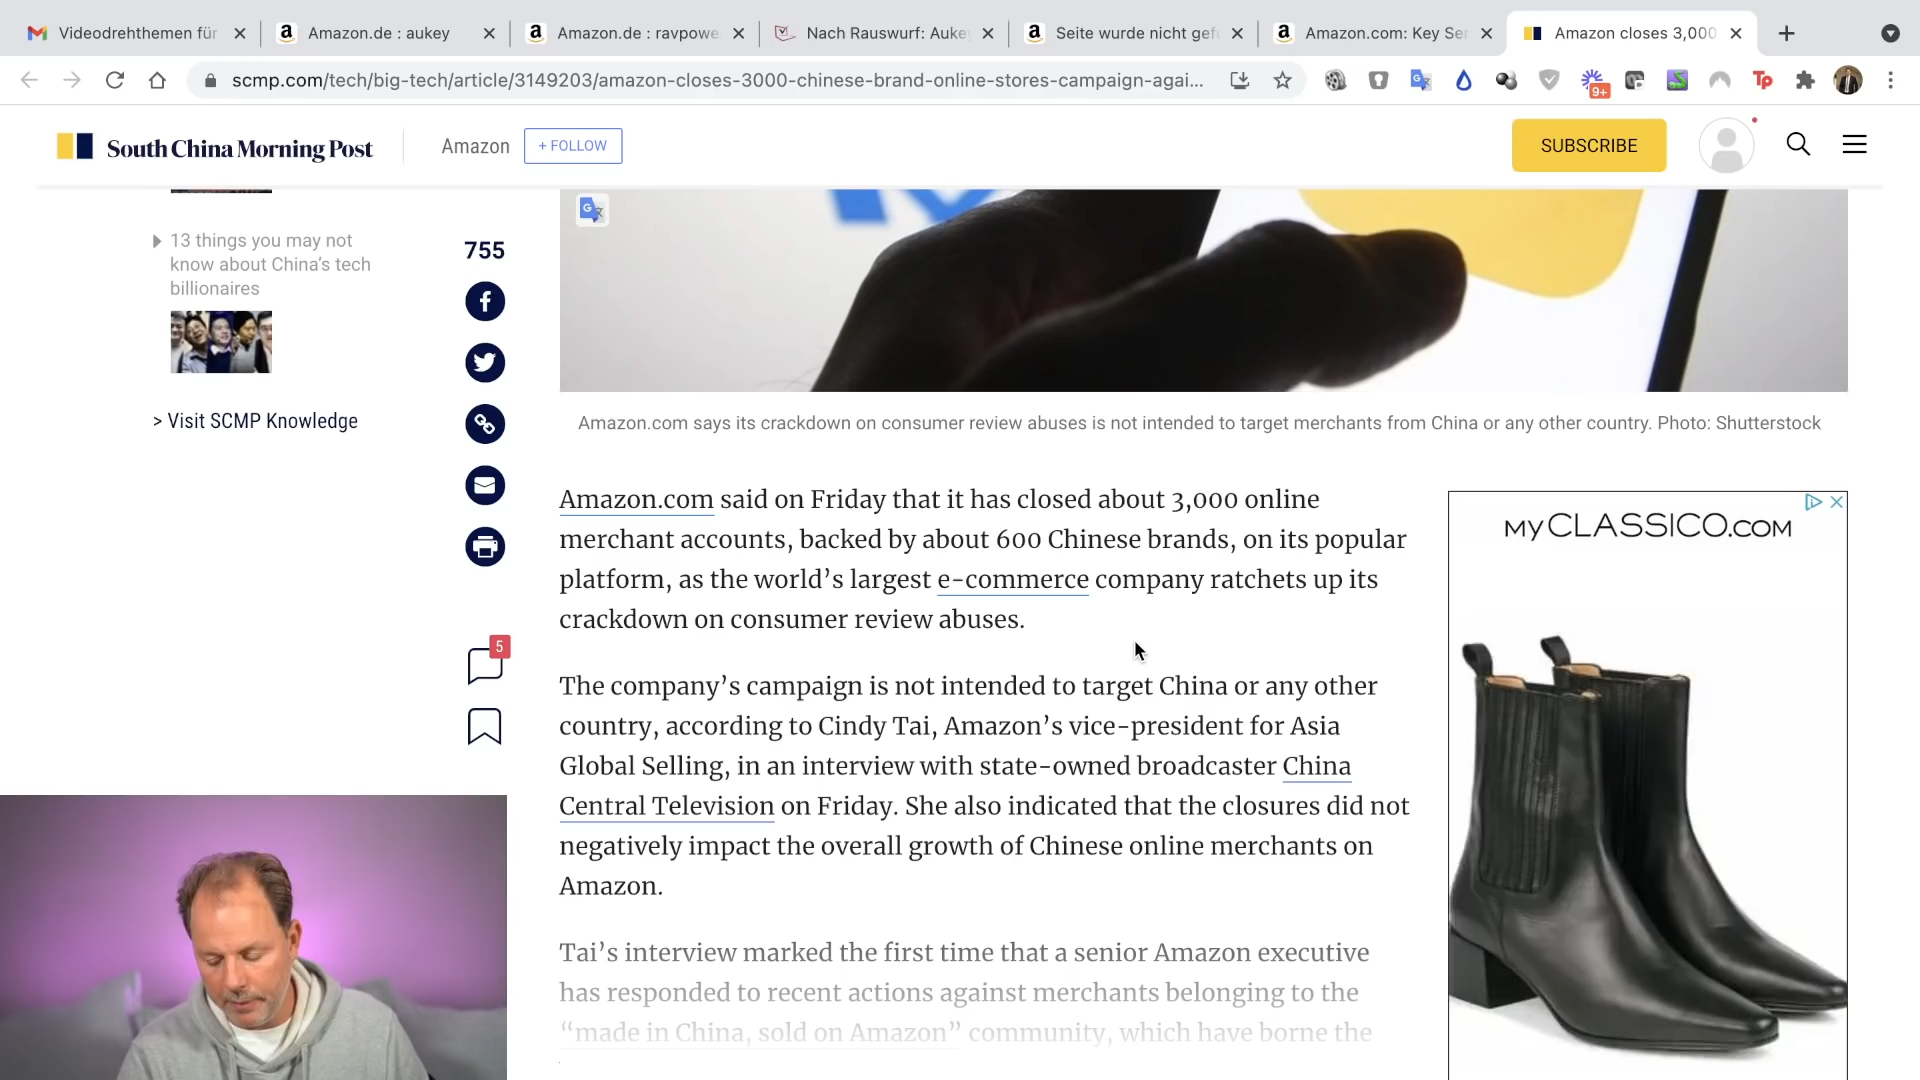 Videodrehthemen für
Amazon.de : aukey
Amazon.de : ravpowe
Nach Rauswurf: Aukey
Seite wurde nicht gef
Amazon.com: Key Ser
Amazon closes 3,000
scmp.com/tech/big-tech/article/3149203/amazon-closes-3000-chinese-brand-online-stores-campaign-agai...
9+
Tp
South China Morning Post
Amazon
+ FOLLOW
SUBSCRIBE
13 things you may not
know about China's tech
billionaires
> Visit SCMP Knowledge
755
5
Amazon.com says its crackdown on consumer review abuses is not intended to target merchants from China or any other country. Photo: Shutterstock
Amazon.com said on Friday that it has closed about 3,000 online
merchant accounts, backed by about 600 Chinese brands, on its popular
platform, as the world's largest e-commerce company ratchets up its
crackdown on consumer review abuses.
The company's campaign is not intended to target China or any other
country, according to Cindy Tai, Amazon's vice-president for Asia
Global Selling, in an interview with state-owned broadcaster China
Central Television on Friday. She also indicated that the closures did not
negatively impact the overall growth of Chinese online merchants on
Amazon.
Tai's interview marked the first time that a senior Amazon executive
has responded to recent actions against merchants belonging to the
“made in China, sold on Amazon” community, which have borne the
MYCLASSICO.COM